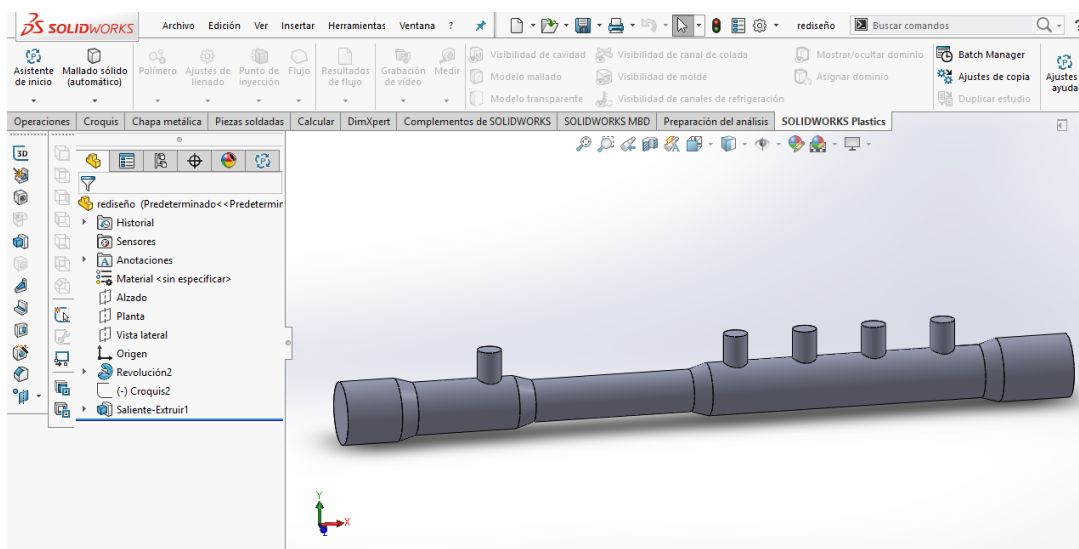 SOLIDWORKS Archivo Edición Ver Insertar Herramientas Ventana ? rediseño Buscar comandos ?
Asistente de inicio
Mallado sólido (automático)
Polímero
Ajustes de llenado
Punto de inyección
Flujo
Resultados de flujo
Grabación de vídeo
Medir
Visibilidad de cavidad Visibilidad de canal de colada
Modelo mallado Visibilidad de molde
Modelo transparente Visibilidad de canales de refrigeración
Mostrar/ocultar dominio
Asignar dominio
Batch Manager
Ajustes de copia
Duplicar estudio
Ajustes
ayuda
Operaciones Croquis Chapa metálica Piezas soldadas Calcular DimXpert Complementos de SOLIDWORKS SOLIDWORKS MBD Preparación del análisis SOLIDWORKS Plastics
3D
rediseño (Predeterminado<<Predetermir
Historial
Sensores
A Anotaciones
Material <sin especificar>
Alzado
Planta
Vista lateral
Origen
Revolución2
(-) Croquis2
Saliente-Extruir1
Y
X